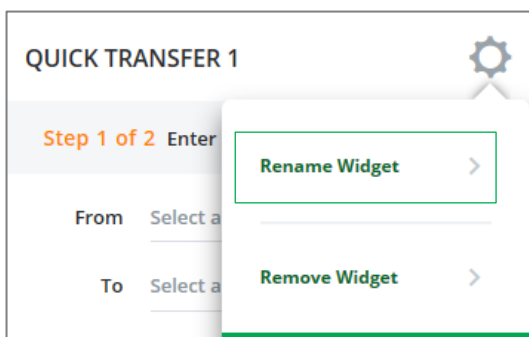 QUICK TRANSFER 1
Step 1 of 2 Enter
Rename Widget
From Select a
Remove Widget
To Select a